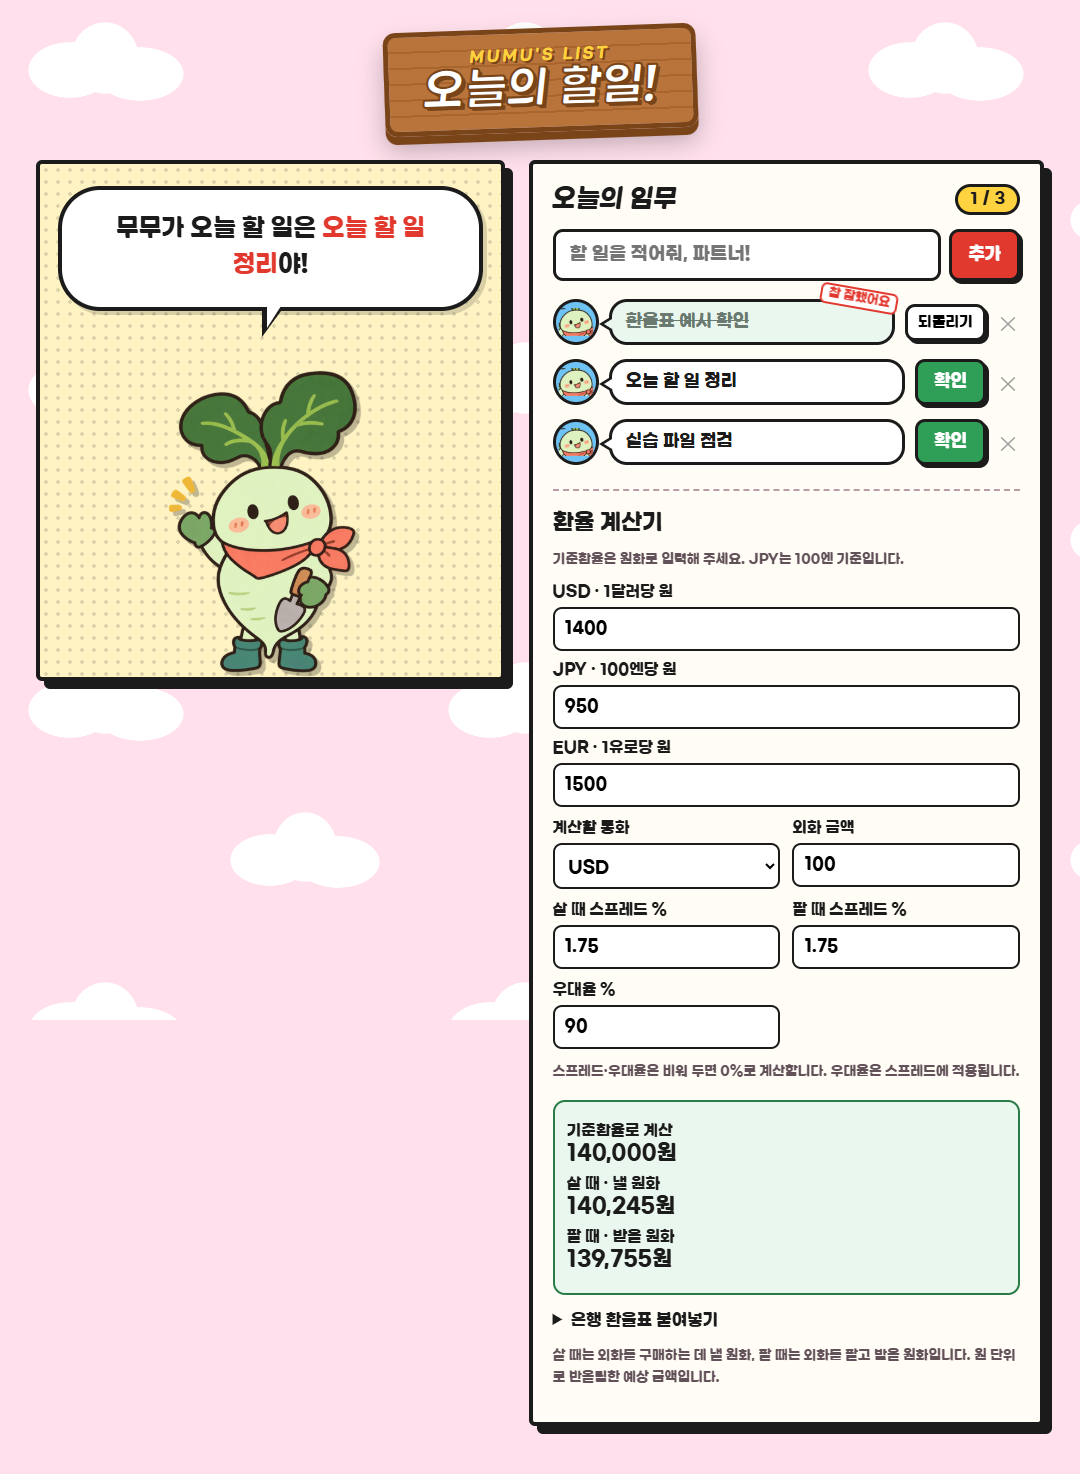 MUMU'S LIST
오늘의 할일!
무무가 오늘 할 일은 오늘 할 일
정리야!
오늘의 임무
1 / 3
할 일을 적어줘, 파트너!
추가
참 잘했어요
환율표 예시 확인
되돌리기
오늘 할 일 정리
확인
실습 파일 점검
확인
환율 계산기
기준환율은 원화로 입력해 주세요. JPY는 100엔 기준입니다.
USD · 1달러당 원
1400
JPY · 100엔당 원
950
EUR · 1유로당 원
1500
계산할 통화
외화 금액
USD
100
살 때 스프레드 %
팔 때 스프레드 %
1.75
1.75
우대율 %
90
스프레드·우대율은 비워 두면 0%로 계산합니다. 우대율은 스프레드에 적용됩니다.
기준환율로 계산
140,000원
살 때 · 낼 원화
140,245원
팔 때 · 받을 원화
139,755원
▶ 은행 환율표 붙여넣기
살 때는 외화를 구매하는 데 낼 원화, 팔 때는 외화를 팔고 받을 원화입니다. 원 단위
로 반올림한 예상 금액입니다.